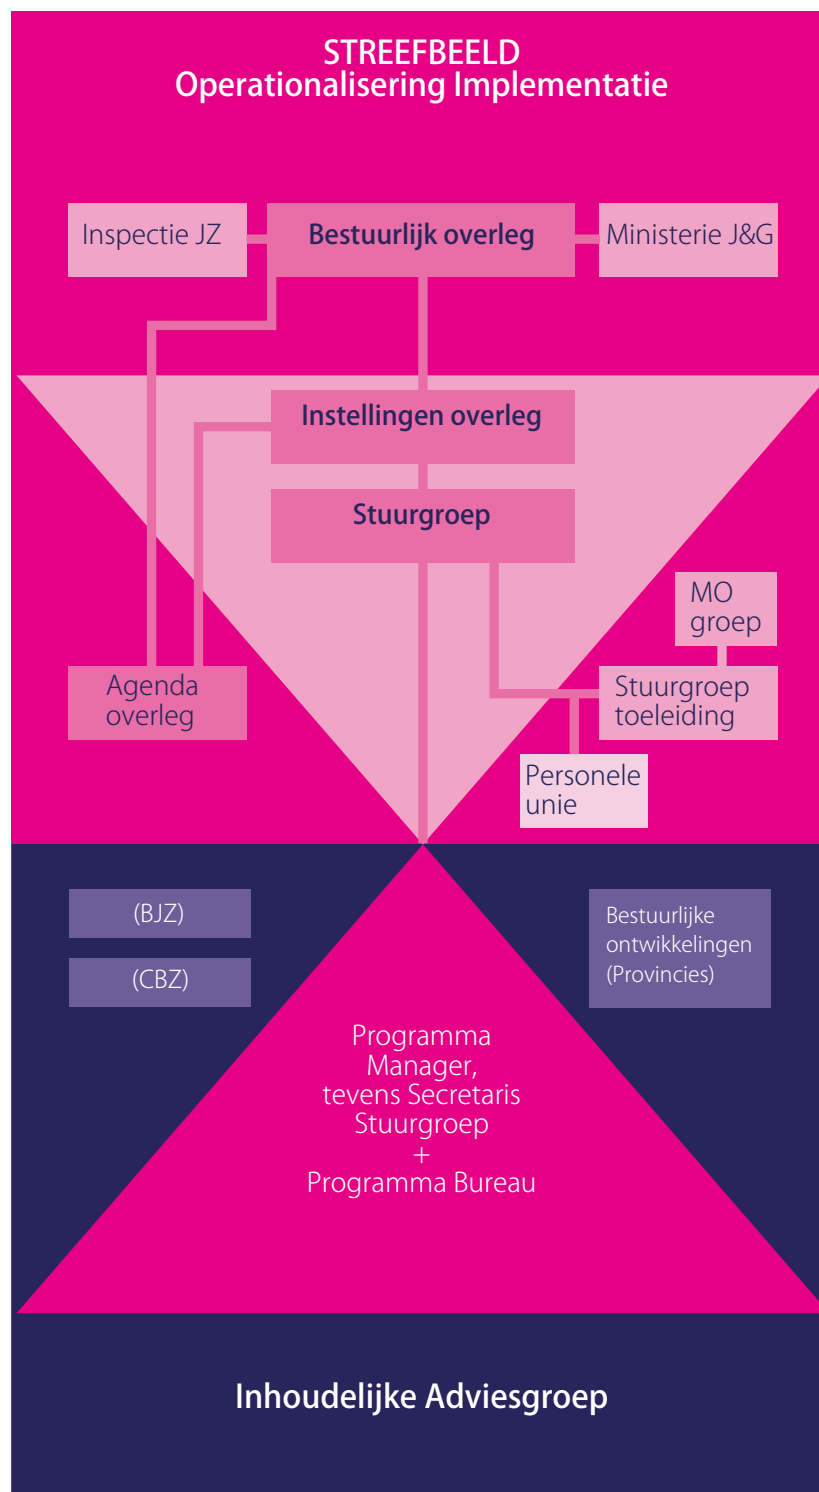 STREEFBEELD
Operationalisering Implementatie
Inspectie JZ
Bestuurlijk overleg
Ministerie J&G
Instellingen overleg
Stuurgroep
MO
groep
Agenda
overleg
Stuurgroep
toeleiding
Personele
unie
(BJZ)
(CBZ)
Bestuurlijke
ontwikkelingen
(Provincies)
Programma
Manager,
tevens Secretaris
Stuurgroep
+
Programma Bureau
Inhoudelijke Adviesgroep